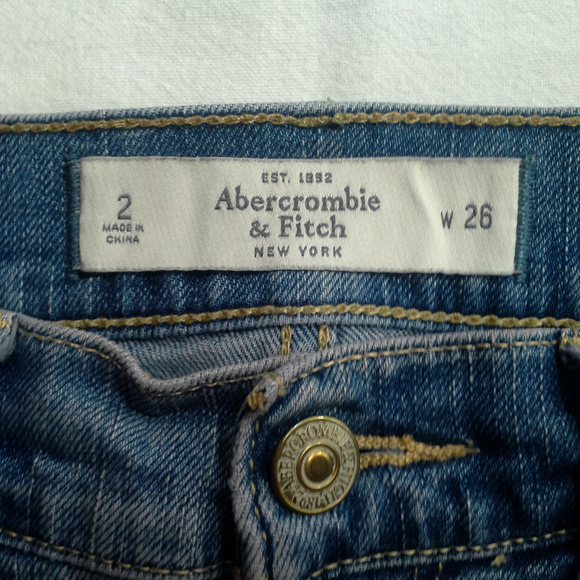 2
MADE IN
CHINA
EST. 1892
Abercrombie
& Fitch
NEW YORK
W 26